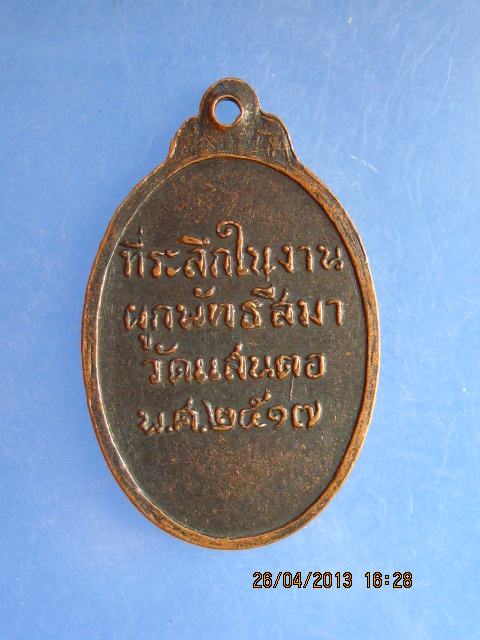 ที่ระลึกในงาน
ผูกพัทธสีมา
วัดแสนตอ
พ.ศ.๒๕๑๗
26/04/2013 16:28